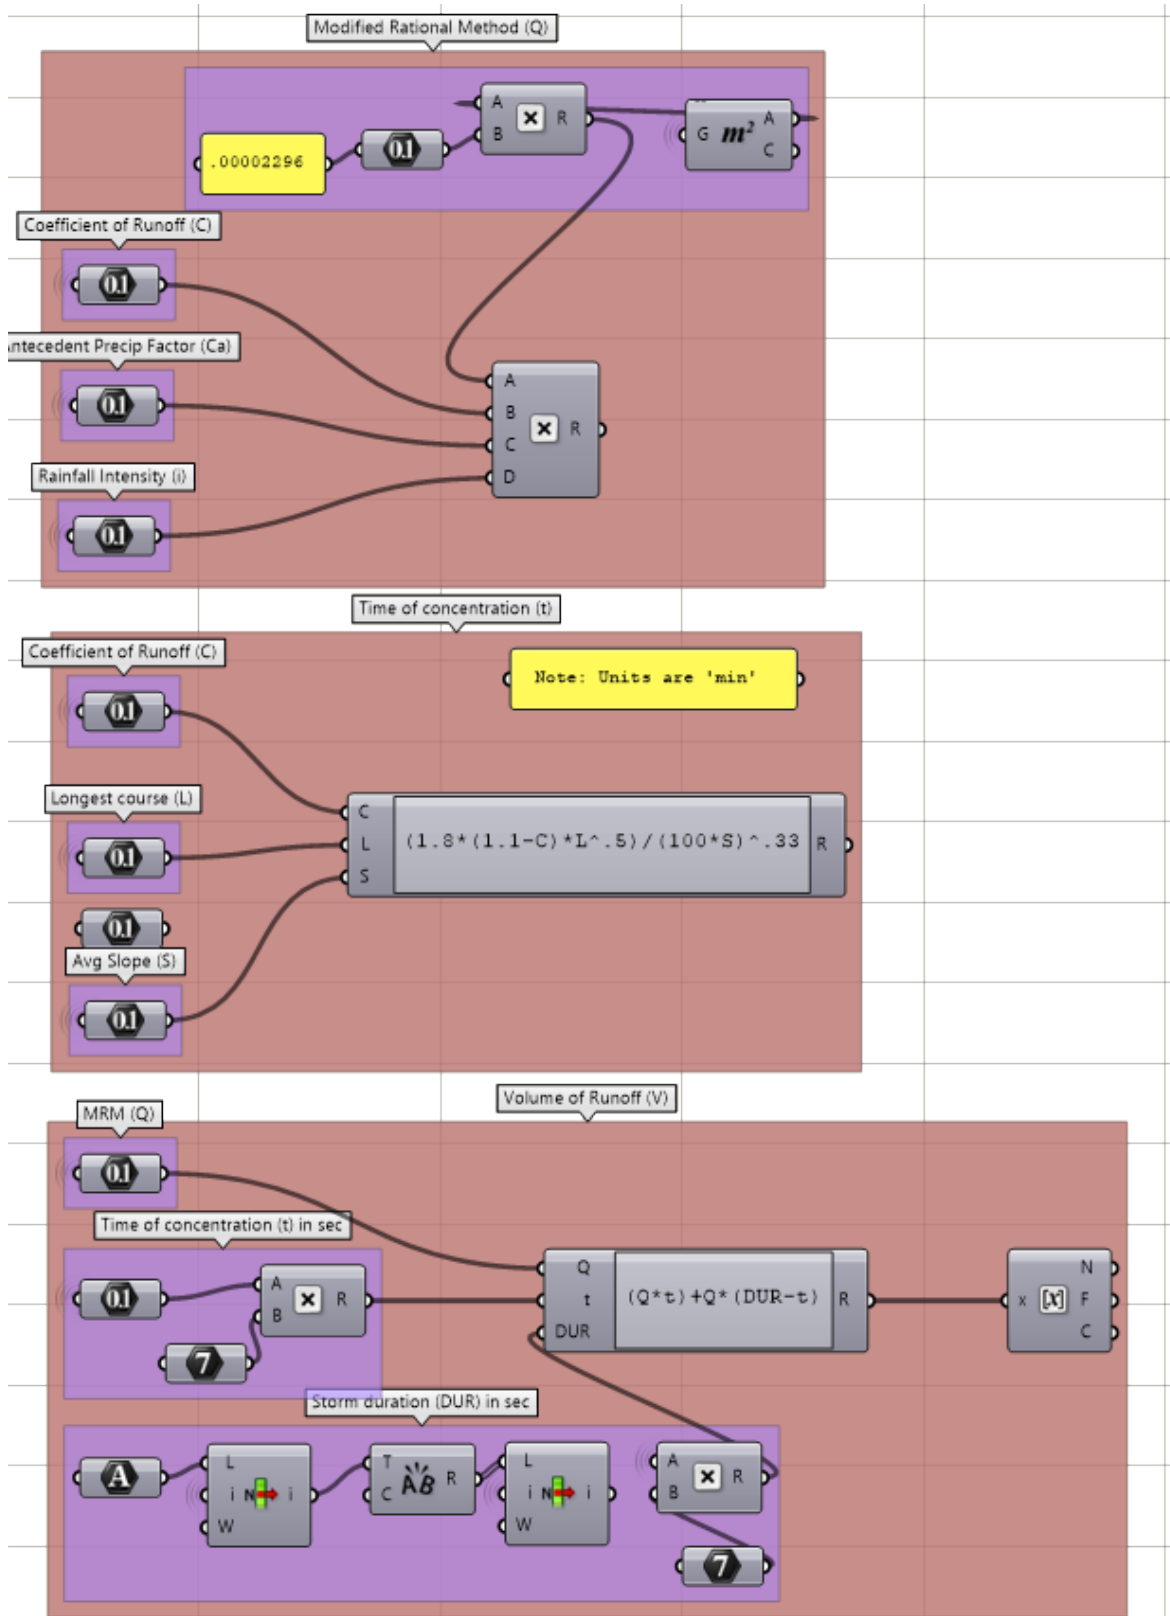 Modified Rational Method (Q)
A
B
R
.00002296
0.1
G
m²
A
C
Coefficient of Runoff (C)
0.1
ntecedent Precip Factor (Ca)
0.1
A
B
C
D
R
Rainfall Intensity (i)
0.1
Time of concentration (t)
Coefficient of Runoff (C)
0.1
Note: Units are 'min'
Longest course (L)
0.1
C
L
S
(1.8*(1.1-C)*L^.5)/(100*S)^.33
R
0.1
Avg Slope (S)
0.1
Volume of Runoff (V)
MRM (Q)
0.1
Time of concentration (t) in sec
0.1
A
B
R
7
Q
t
DUR
(Q*t)+Q*(DUR-t)
R
x
[x]
N
F
C
Storm duration (DUR) in sec
A
L
i
W
N
i
T
C
AB
R
L
i
W
N
i
A
B
R
7